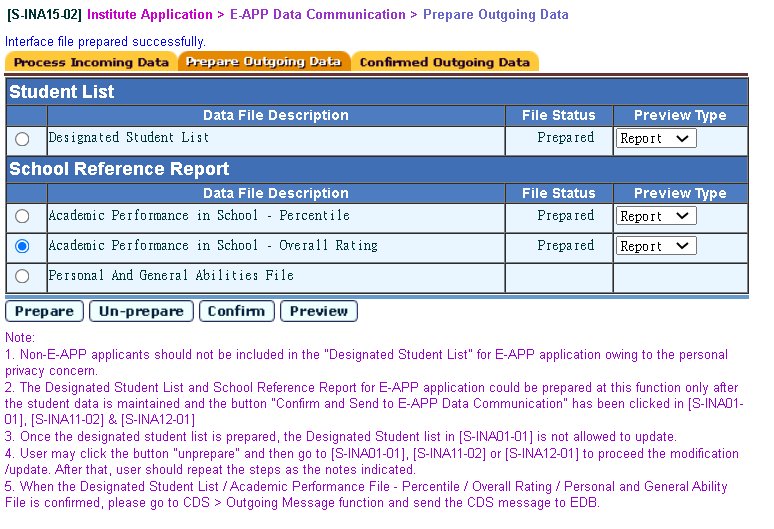 [S-INA15-02] Institute Application > E-APP Data Communication > Prepare Outgoing Data
Interface file prepared successfully.
Process Incoming Data Prepare Outgoing Data Confirmed Outgoing Data
Student List
Data File Description File Status Preview Type
Designated Student List Prepared Report
School Reference Report
Data File Description File Status Preview Type
Academic Performance in School - Percentile Prepared Report
Academic Performance in School - Overall Rating Prepared Report
Personal And General Abilities File
Prepare Un-prepare Confirm Preview
Note:
1. Non-E-APP applicants should not be included in the "Designated Student List" for E-APP application owing to the personal
privacy concern.
2. The Designated Student List and School Reference Report for E-APP application could be prepared at this function only after
the student data is maintained and the button "Confirm and Send to E-APP Data Communication" has been clicked in [S-INA01-
01], [S-INA11-02] & [S-INA12-01]
3. Once the designated student list is prepared, the Designated Student list in [S-INA01-01] is not allowed to update.
4. User may click the button "unprepare" and then go to [S-INA01-01], [S-INA11-02] or [S-INA12-01] to proceed the modification
/update. After that, user should repeat the steps as the notes indicated.
5. When the Designated Student List / Academic Performance File - Percentile / Overall Rating / Personal and General Ability
File is confirmed, please go to CDS > Outgoing Message function and send the CDS message to EDB.